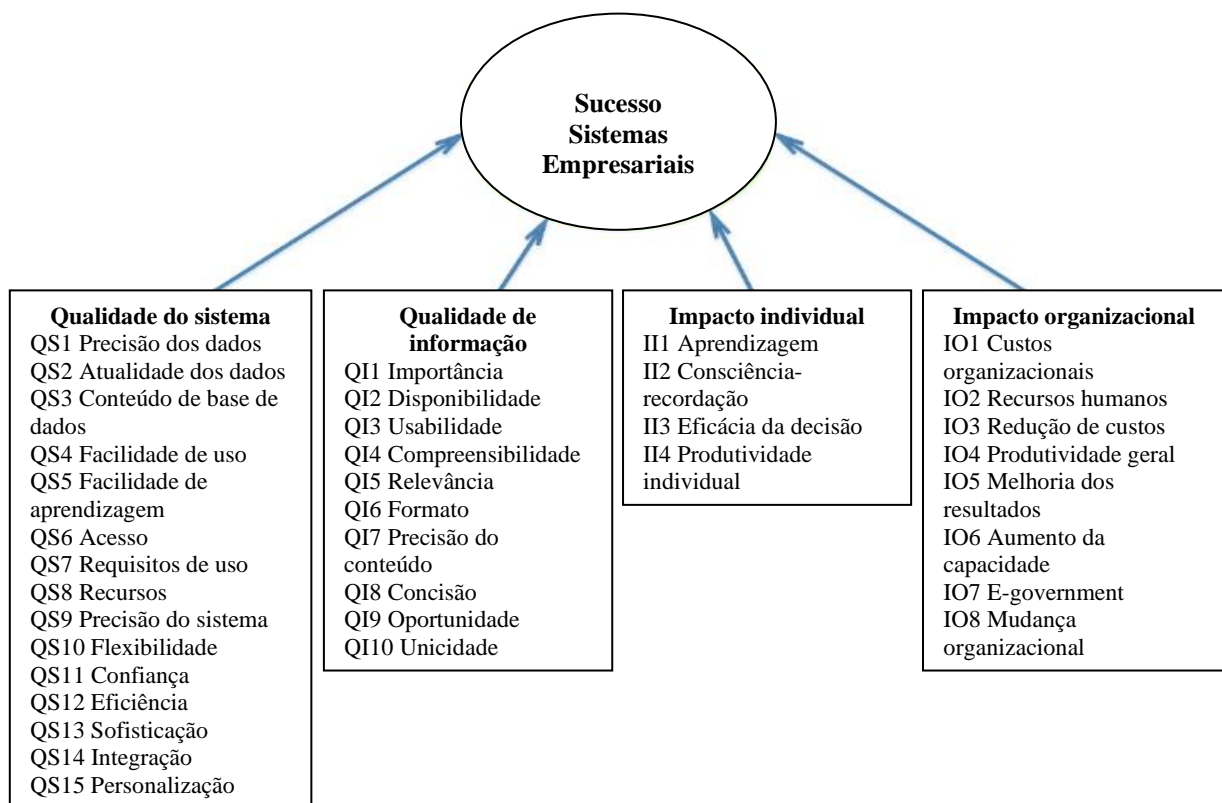 Sucesso
Sistemas
Empresariais
Qualidade do sistema
QS1 Precisão dos dados
QS2 Atualidade dos dados
QS3 Conteúdo de base de
dados
QS4 Facilidade de uso
QS5 Facilidade de
aprendizagem
QS6 Acesso
QS7 Requisitos de uso
QS8 Recursos
QS9 Precisão do sistema
QS10 Flexibilidade
QS11 Confiança
QS12 Eficiência
QS13 Sofisticação
QS14 Integração
QS15 Personalização
Qualidade de
informação
QI1 Importância
QI2 Disponibilidade
QI3 Usabilidade
QI4 Compreensibilidade
QI5 Relevância
QI6 Formato
QI7 Precisão do
conteúdo
QI8 Concisão
QI9 Oportunidade
QI10 Unicidade
Impacto individual
II1 Aprendizagem
II2 Consciência-
recordação
II3 Eficácia da decisão
II4 Produtividade
individual
Impacto organizacional
IO1 Custos
organizacionais
IO2 Recursos humanos
IO3 Redução de custos
IO4 Produtividade geral
IO5 Melhoria dos
resultados
IO6 Aumento da
capacidade
IO7 E-government
IO8 Mudança
organizacional